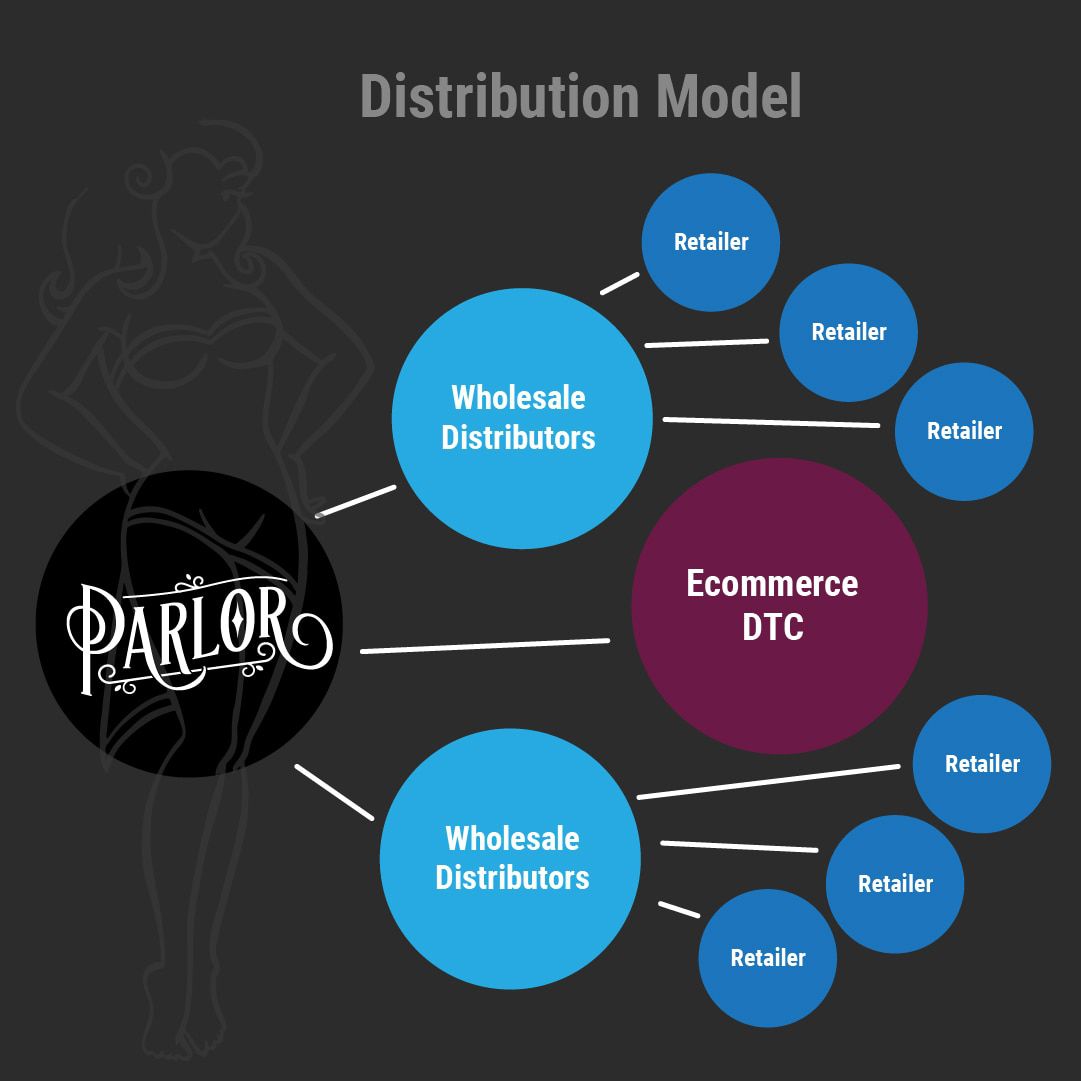 Distribution Model
Retailer
Retailer
Retailer
Wholesale
Distributors
Ecommerce
DTC
PARLOR
Wholesale
Distributors
Retailer
Retailer
Retailer